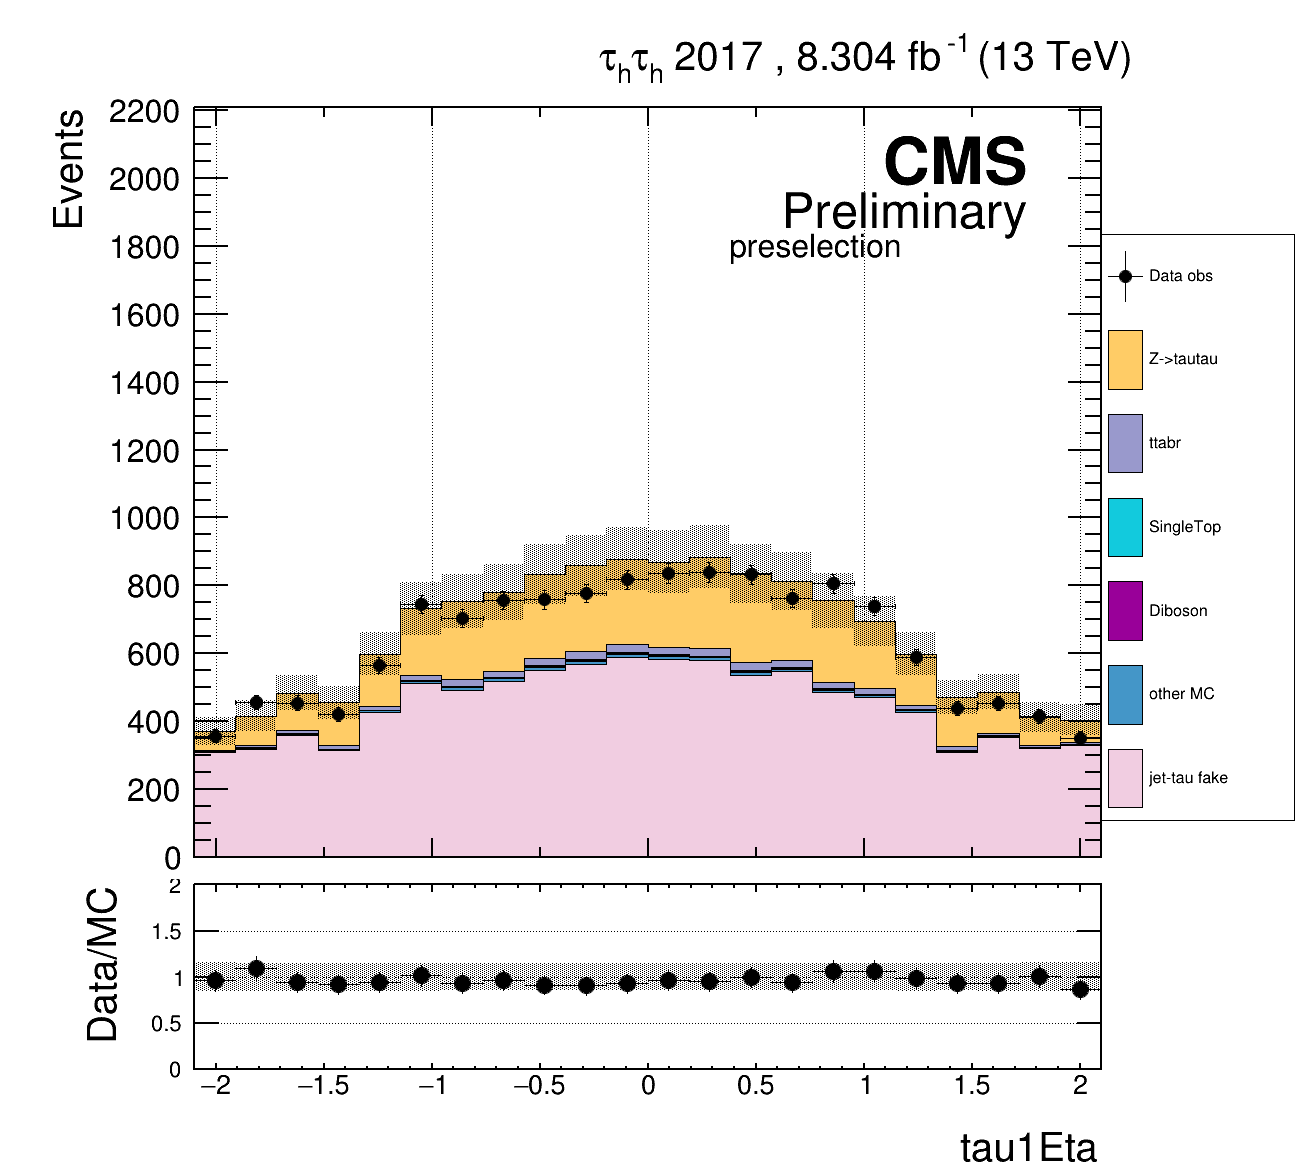 τhτh 2017 , 8.304 fb-1 (13 TeV)
Events
2200
2000
1800
1600
1400
1200
1000
800
600
400
200
0
CMS
Preliminary
preselection
Data obs
Z->tautau
ttabr
SingleTop
Diboson
other MC
jet-tau fake
Data/MC
2
1.5
1
0.5
0
−2 −1.5 −1 −0.5 0 0.5 1 1.5 2
tau1Eta